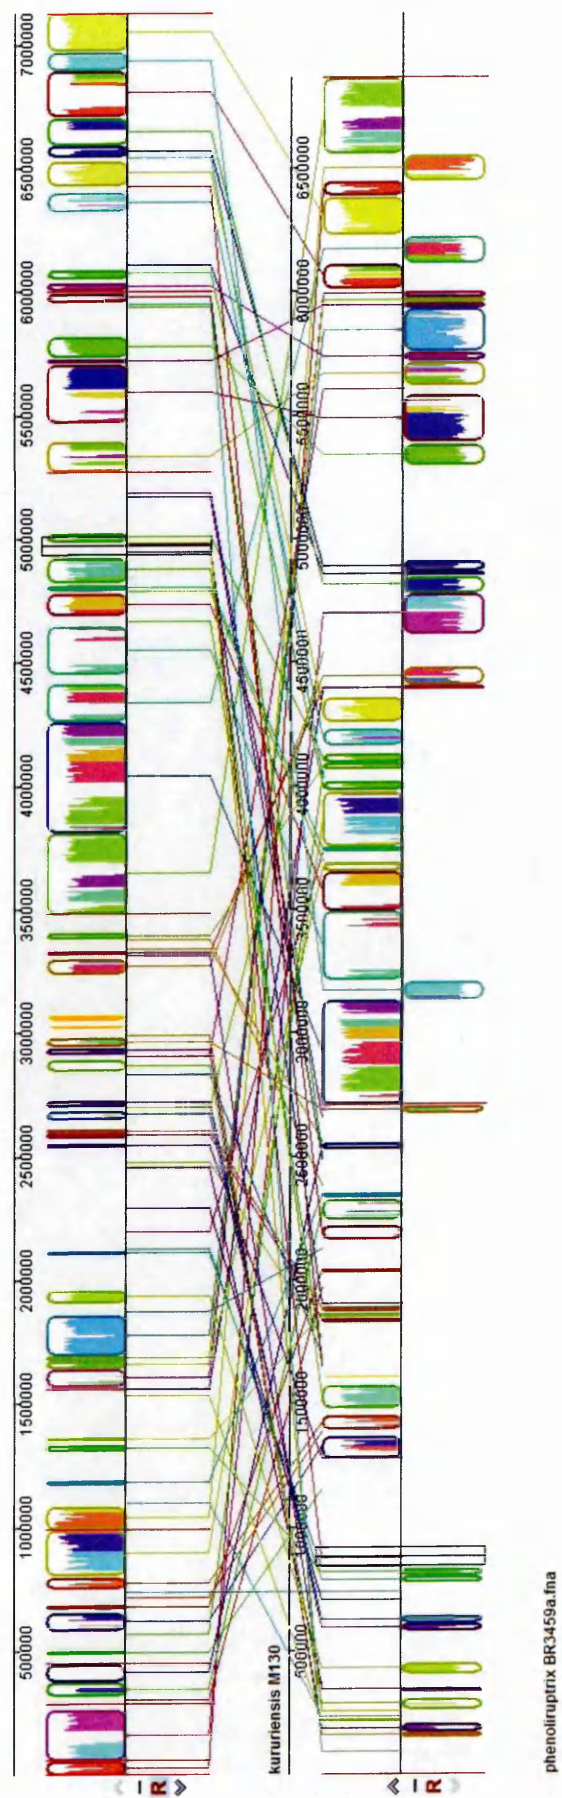 500000 1000000 1500000 2000000 2500000 3000000 3500000 4000000 4500000 5000000 5500000 6000000 6500000 7000000
R
kururiensis M130
500000 1000000 1500000 2000000 2500000 3000000 3500000 4000000 4500000 5000000 5500000 6000000 6500000
R
phenoliruptrix BR3459a.fna